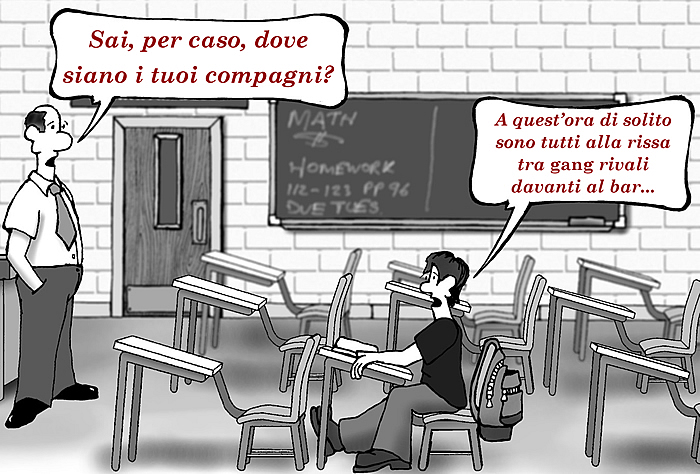 Sai, per caso, dove
siano i tuoi compagni?
A quest'ora di solito
sono tutti alla rissa
tra gang rivali
davanti al bar...
MATH
HOMEWORK
112-123 PP 96
DUE TUES.